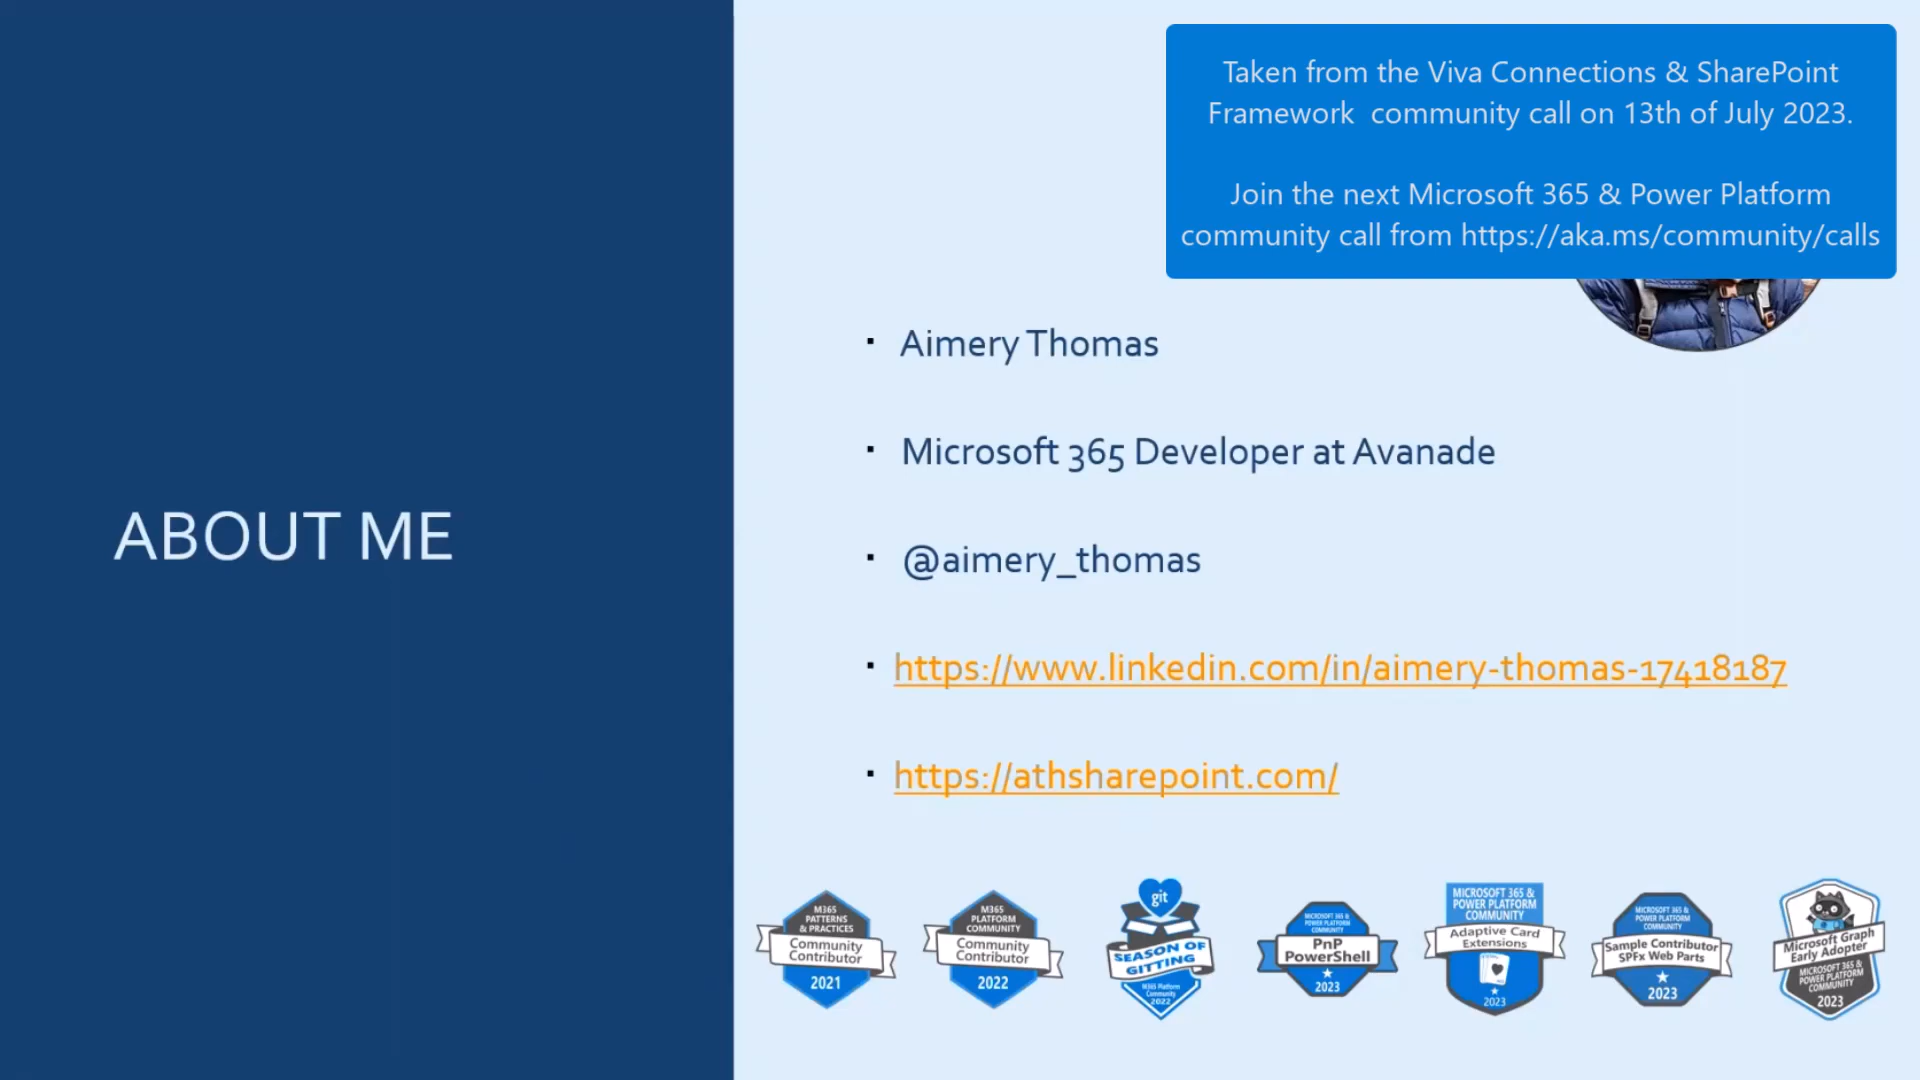 Taken from the Viva Connections & SharePoint
Framework  community call on 13th of July 2023.
Join the next Microsoft 365 & Power Platform
community call from https://aka.ms/community/calls
ABOUT ME
Aimery Thomas
Microsoft 365 Developer at Avanade
@aimery_thomas
https://www.linkedin.com/in/aimery-thomas-17418187
https://athsharepoint.com/
M365
PATTERNS
& PRACTICES
Community
Contributor
2021
M365
PLATFORM
COMMUNITY
Community
Contributor
2022
git
SEASON OF
GITTING
M365 Platform
Community
2022
MICROSOFT 365 &
POWER PLATFORM
COMMUNITY
PnP
PowerShell
2023
MICROSOFT 365 &
POWER PLATFORM
COMMUNITY
Adaptive Card
Extensions
2023
MICROSOFT 365 &
POWER PLATFORM
COMMUNITY
Sample Contributor
SPFx Web Parts
2023
Microsoft Graph
Early Adopter
MICROSOFT 365 &
POWER PLATFORM
COMMUNITY
2023